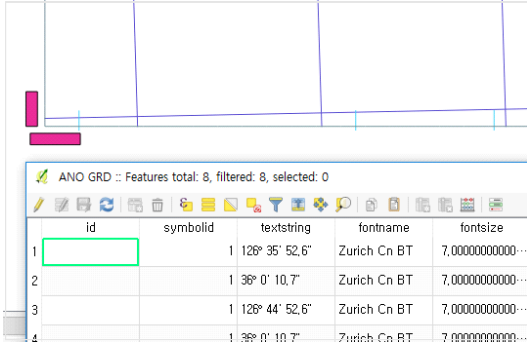 ANO GRD :: Features total: 8, filtered: 8, selected: 0
id symbolid textstring fontname fontsize
1 1 126° 35' 52,6" Zurich Cn BT 7,00000000000…
2 1 36° 0' 10,7" Zurich Cn BT 7,00000000000…
3 1 126° 44' 52,6" Zurich Cn BT 7,00000000000…
4 1 36° 0' 10,7" Zurich Cn BT 7,00000000000…